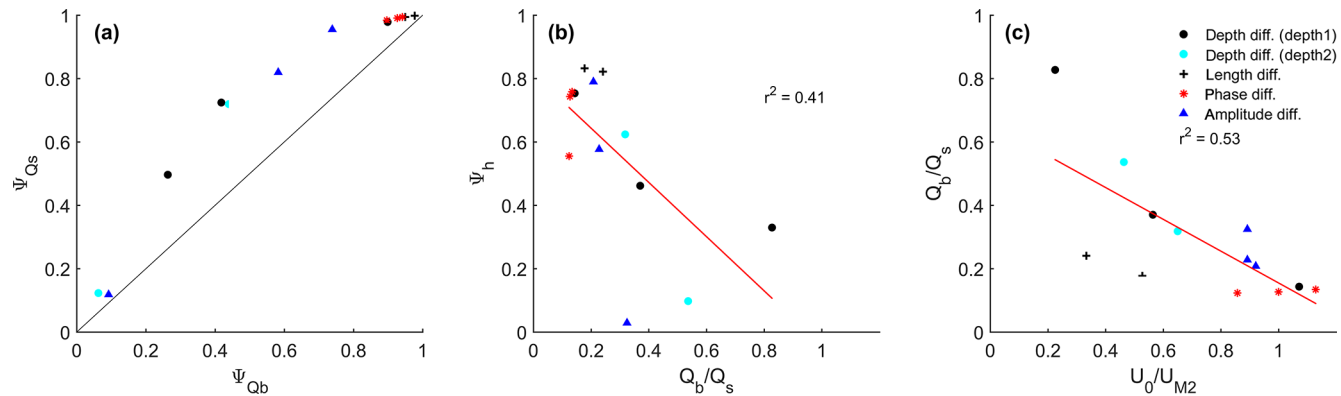 (a)
1
0.8
0.6
0.4
0.2
0
Ψ_Qs
0
0.2
0.4
0.6
0.8
1
Ψ_Qb
(b)
r² = 0.41
1
0.8
0.6
0.4
0.2
0
Ψ_h
0
0.2
0.4
0.6
0.8
1
Q_b/Q_s
(c)
Depth diff. (depth1)
Depth diff. (depth2)
Length diff.
Phase diff.
Amplitude diff.
r² = 0.53
1
0.8
0.6
0.4
0.2
0
Q_b/Q_s
0
0.2
0.4
0.6
0.8
1
U_0/U_M2